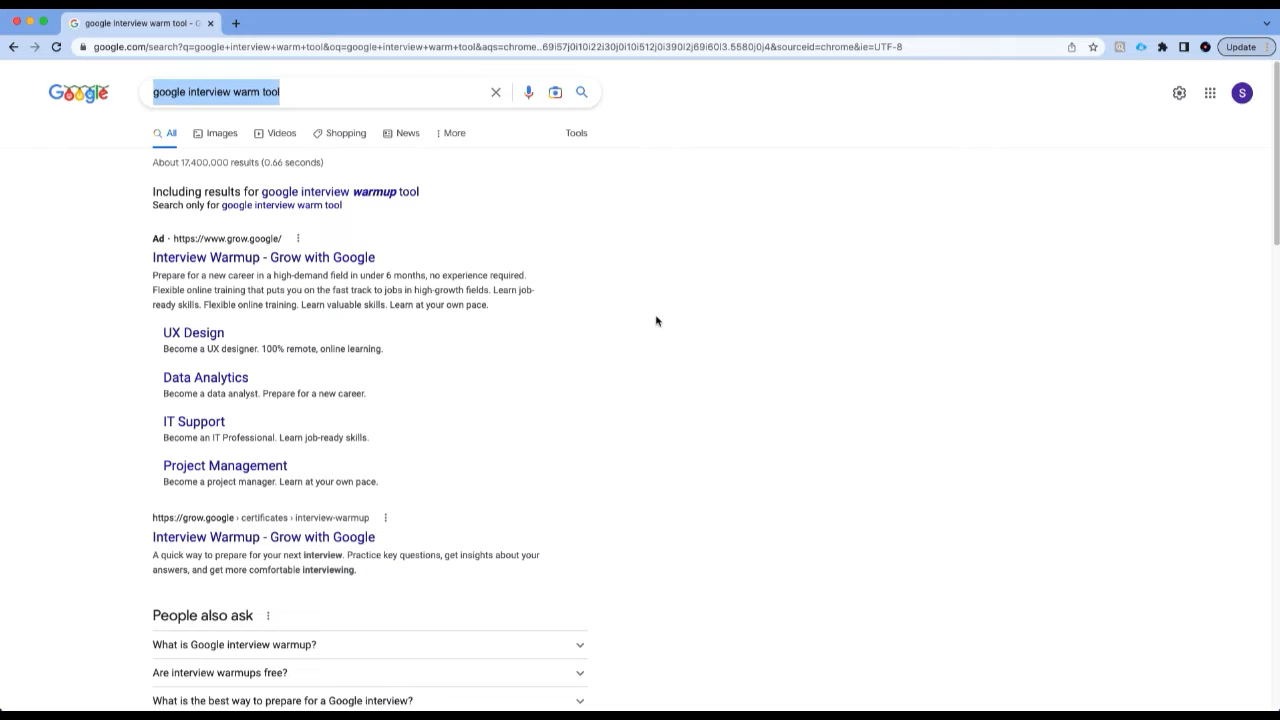 google interview warm tool - G
google.com/search?q=google+interview+warm+tool&oq=google+interview+warm+tool&aqs=chrome..69i57j0i10i22i30j0i10i512j0i390l2j69i60l3.5580j0j4&sourceid=chrome&ie=UTF-8
Update
Google
google interview warm tool
All
Images
Videos
Shopping
News
More
Tools
S
About 17,400,000 results (0.66 seconds)
Including results for google interview warmup tool
Search only for google interview warm tool
Ad · https://www.grow.google/
Interview Warmup - Grow with Google
Prepare for a new career in a high-demand field in under 6 months, no experience required.
Flexible online training that puts you on the fast track to jobs in high-growth fields. Learn job-
ready skills. Flexible online training. Learn valuable skills. Learn at your own pace.
UX Design
Become a UX designer. 100% remote, online learning.
Data Analytics
Become a data analyst. Prepare for a new career.
IT Support
Become an IT Professional. Learn job-ready skills.
Project Management
Become a project manager. Learn at your own pace.
https://grow.google › certificates › interview-warmup
Interview Warmup - Grow with Google
A quick way to prepare for your next interview. Practice key questions, get insights about your
answers, and get more comfortable interviewing.
People also ask
What is Google interview warmup?
Are interview warmups free?
What is the best way to prepare for a Google interview?